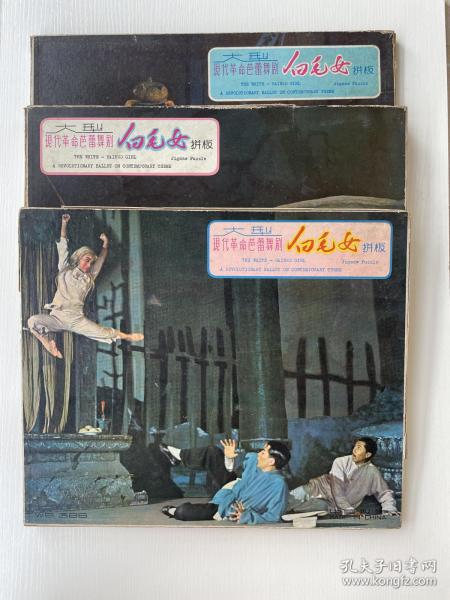 大型
现代革命芭蕾舞剧 白毛女 拼板
THE WHITE - HAIRED GIRL Jigsaw Puzzle
A REVOLUTIONARY BALLET ON CONTEMPORARY THEME
大型
现代革命芭蕾舞剧 白毛女 拼板
THE WHITE - HAIRED GIRL Jigsaw Puzzle
A REVOLUTIONARY BALLET ON CONTEMPORARY THEME
大型
现代革命芭蕾舞剧 白毛女 拼板
THE WHITE - HAIRED GIRL Jigsaw Puzzle
A REVOLUTIONARY BALLET ON CONTEMPORARY THEME
MADE IN CHINA
孔夫子旧书网
kongfz.com